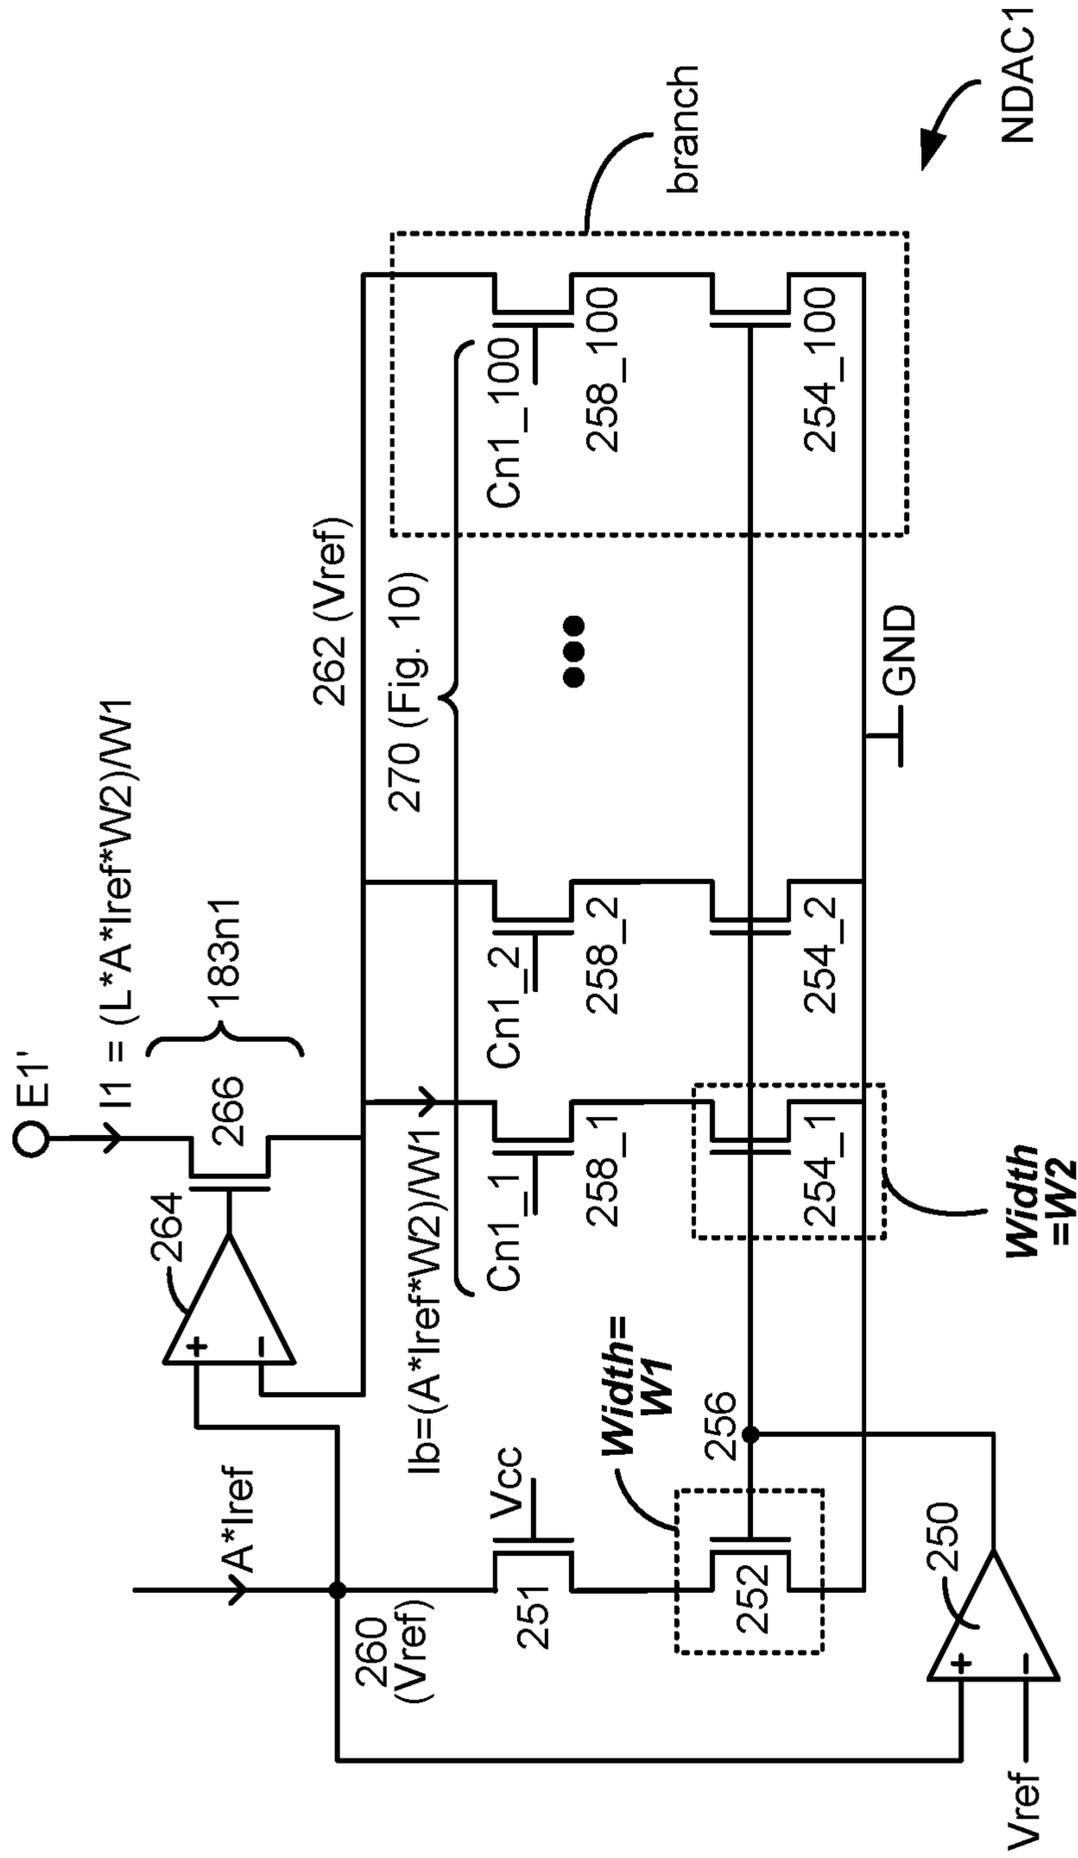 E1'
I1 = (L*A*Iref*W2)/W1
183n1
266
264
A*Iref
262 (Vref)
260
(Vref)
+
−
Ib=(A*Iref*W2)/W1
270 (Fig. 10)
branch
Vcc
251
Cn1_1
258_1
Cn1_2
258_2
Cn1_100
258_100
Width=
W1
252
256
254_1
254_2
254_100
Width
=W2
GND
250
+
−
Vref
NDAC1